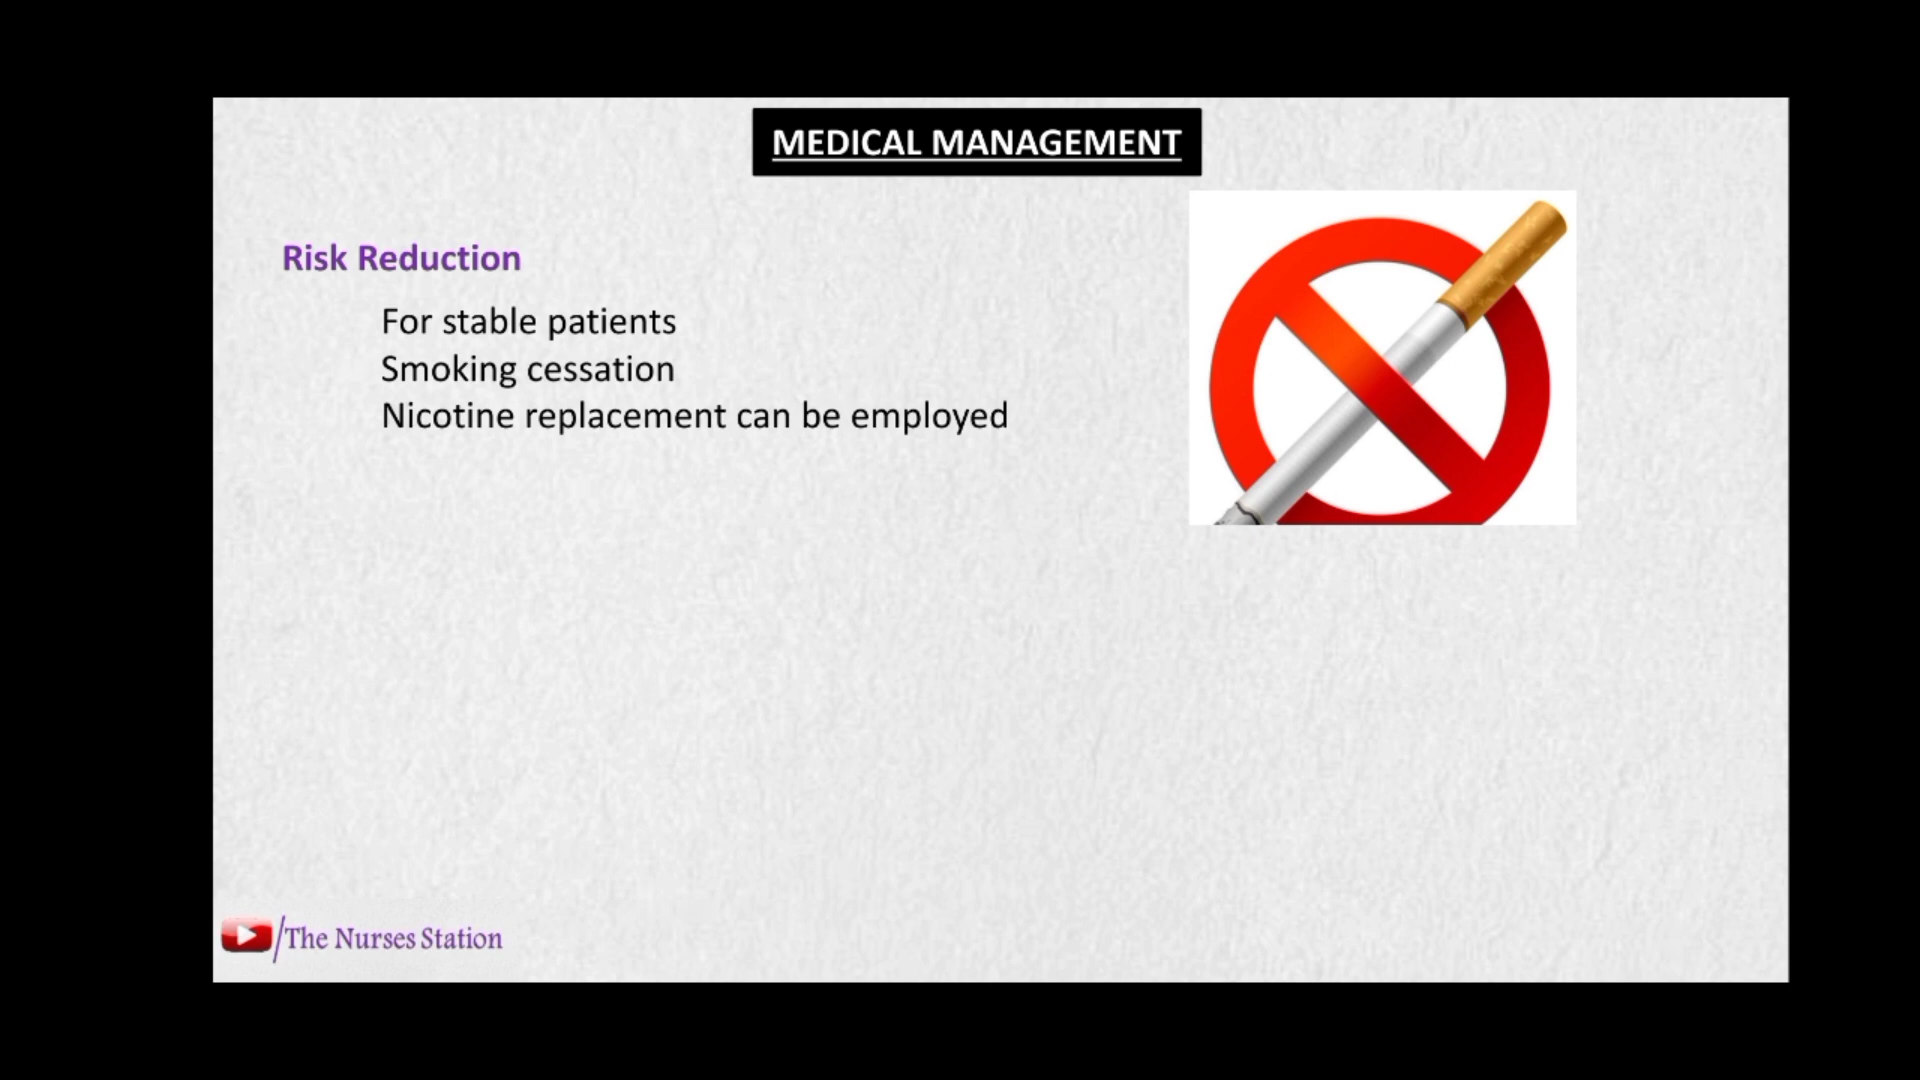 MEDICAL MANAGEMENT
Risk Reduction
For stable patients
Smoking cessation
Nicotine replacement can be employed
/The Nurses Station